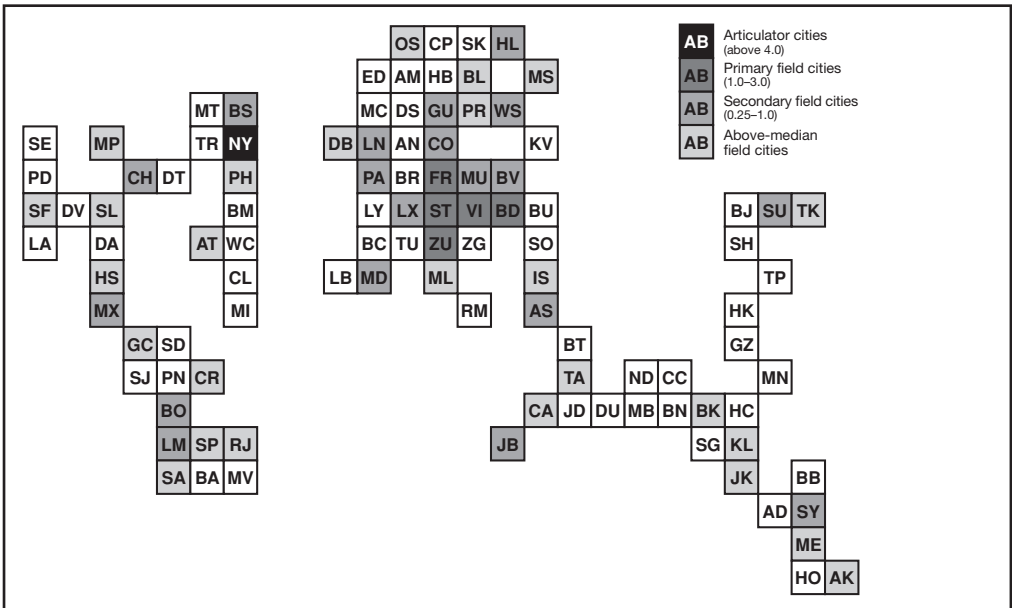 OS CP SK HL
AB Articulator cities
(above 4.0)
ED AM HB BL MS
AB Primary field cities
(1.0–3.0)
MT BS MC DS GU PR WS
AB Secondary field cities
(0.25–1.0)
SE MP TR NY DB LN AN CO KV
AB Above-median
field cities
PD CH DT PH PA BR FR MU BV
SF DV SL BM LY LX ST VI BD BU BJ SU TK
LA DA AT WC BC TU ZU ZG SO SH
HS CL LB MD ML IS TP
MX MI RM AS HK
GC SD BT GZ
SJ PN CR TA ND CC MN
BO CA JD DU MB BN BK HC
LM SP RJ JB SG KL
SA BA MV JK BB
AD SY
ME
HO AK